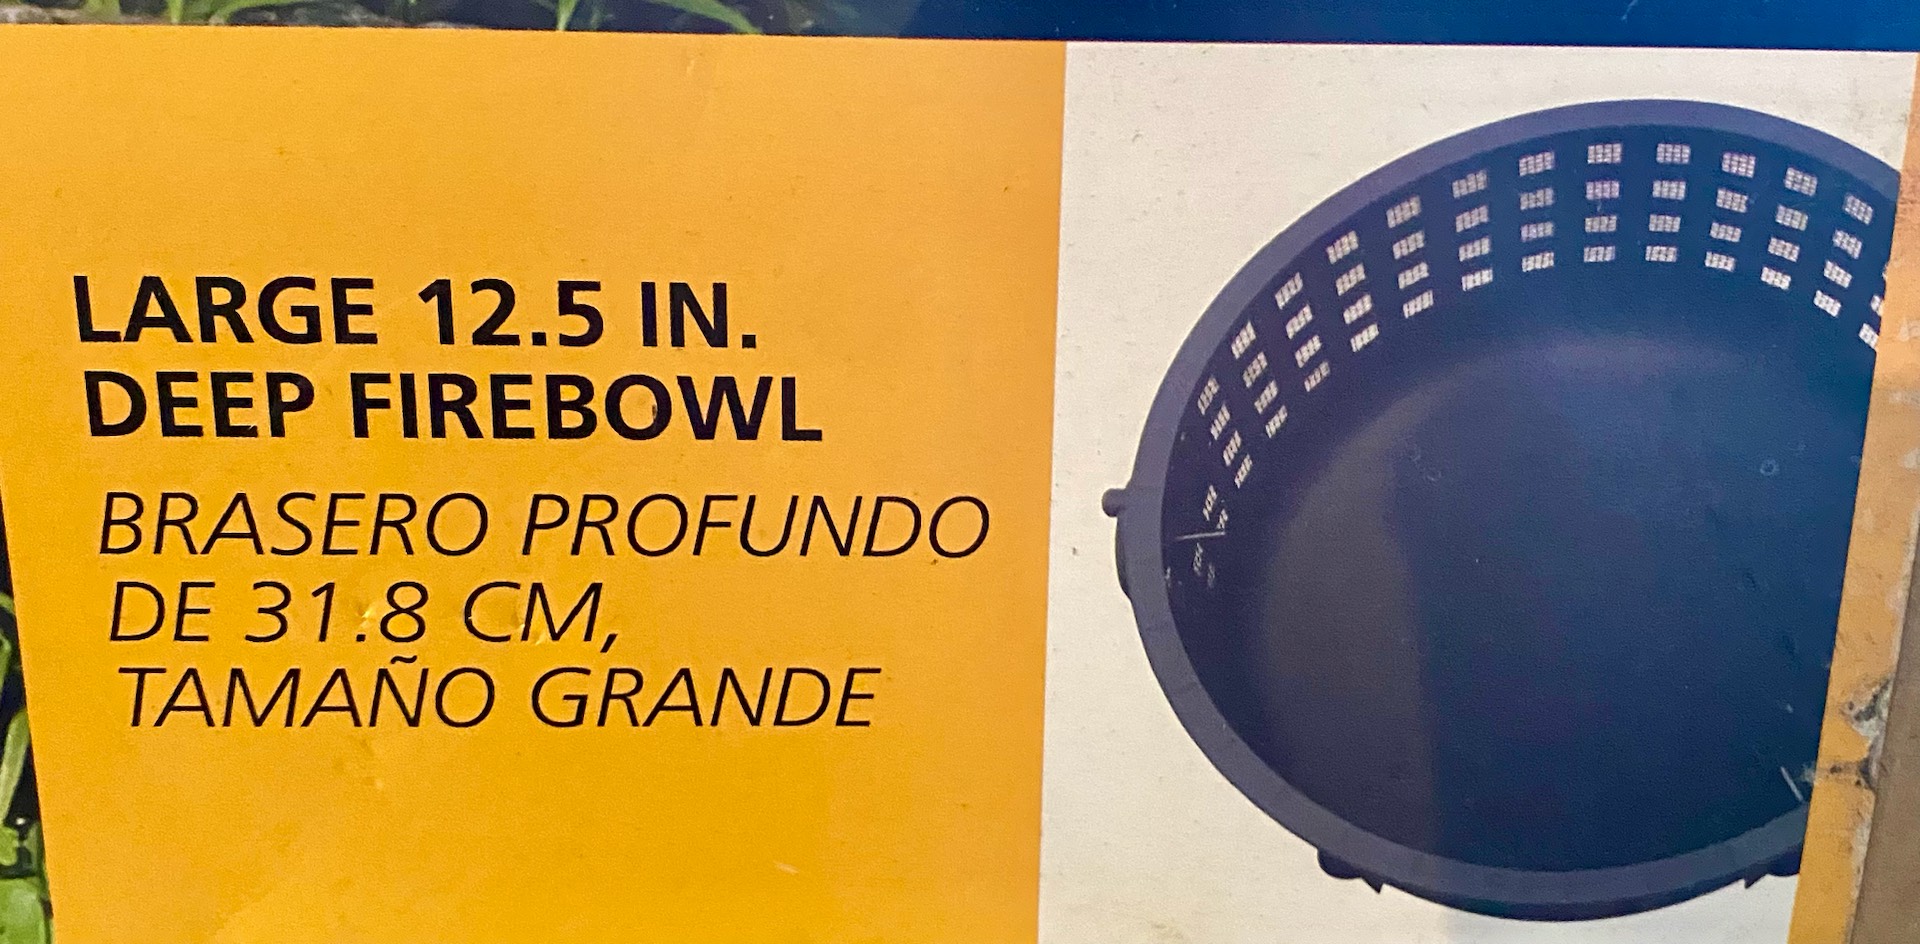 LARGE 12.5 IN.
DEEP FIREBOWL
BRASERO PROFUNDO
DE 31.8 CM,
TAMAÑO GRANDE